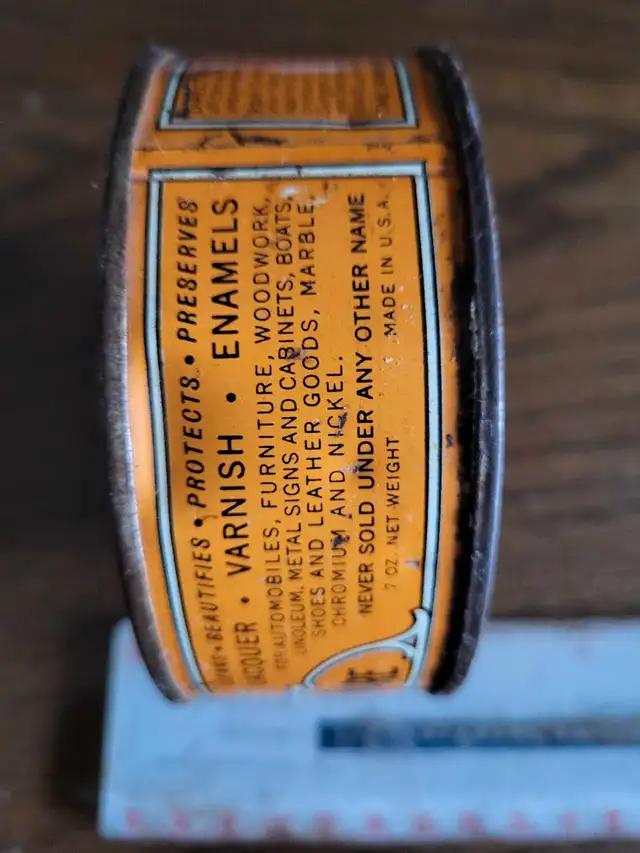 BEAUTIFIES • PROTECTS • PRESERVES
LACQUER • VARNISH • ENAMELS
FOR AUTOMOBILES, FURNITURE, WOODWORK,
LINOLEUM, METAL SIGNS AND CABINETS, BOATS,
SHOES AND LEATHER GOODS, MARBLE,
CHROMIUM AND NICKEL.
NEVER SOLD UNDER ANY OTHER NAME
7 OZ. NET WEIGHT MADE IN U.S.A.